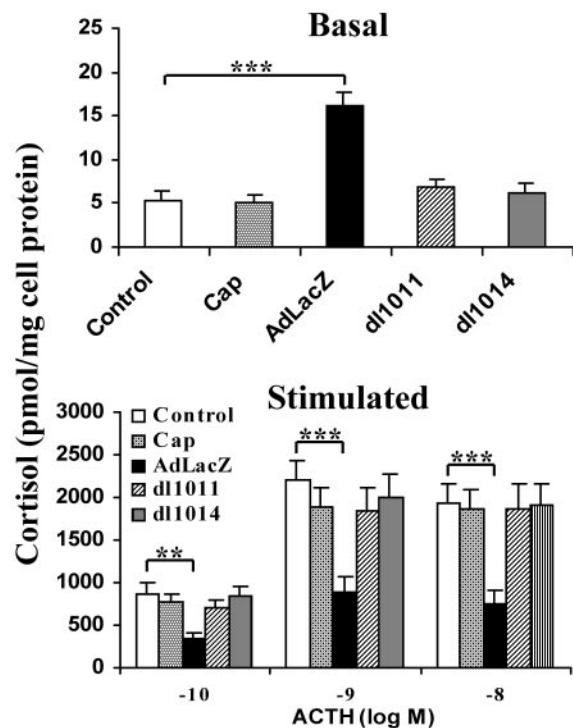 Basal
Cortisol (pmol/mg cell protein)
25
20
15
10
5
0
***
Control
Cap
AdLacZ
dl1011
dl1014
Stimulated
3000
2500
2000
1500
1000
500
0
Control
Cap
AdLacZ
dl1011
dl1014
**
***
***
-10
-9
-8
ACTH (log M)